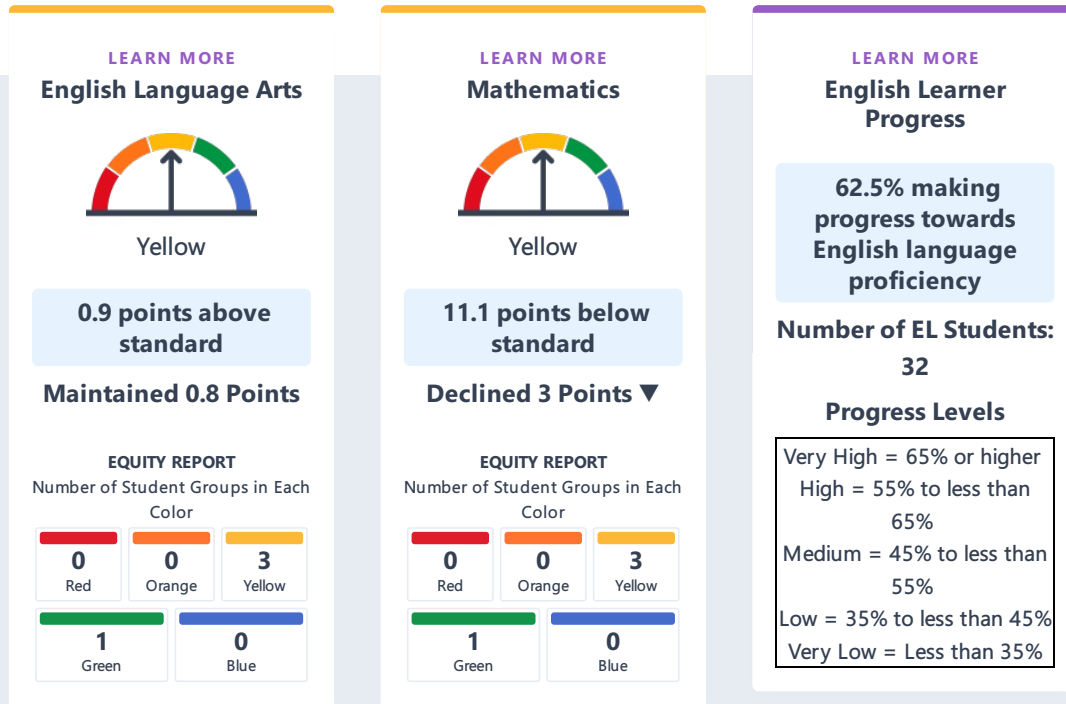 LEARN MORE
English Language Arts
Yellow
0.9 points above
standard
Maintained 0.8 Points
EQUITY REPORT
Number of Student Groups in Each
Color
0
Red
0
Orange
3
Yellow
1
Green
0
Blue
LEARN MORE
Mathematics
Yellow
11.1 points below
standard
Declined 3 Points ▼
EQUITY REPORT
Number of Student Groups in Each
Color
0
Red
0
Orange
3
Yellow
1
Green
0
Blue
LEARN MORE
English Learner
Progress
62.5% making
progress towards
English language
proficiency
Number of EL Students:
32
Progress Levels
Very High = 65% or higher
High = 55% to less than
65%
Medium = 45% to less than
55%
Low = 35% to less than 45%
Very Low = Less than 35%